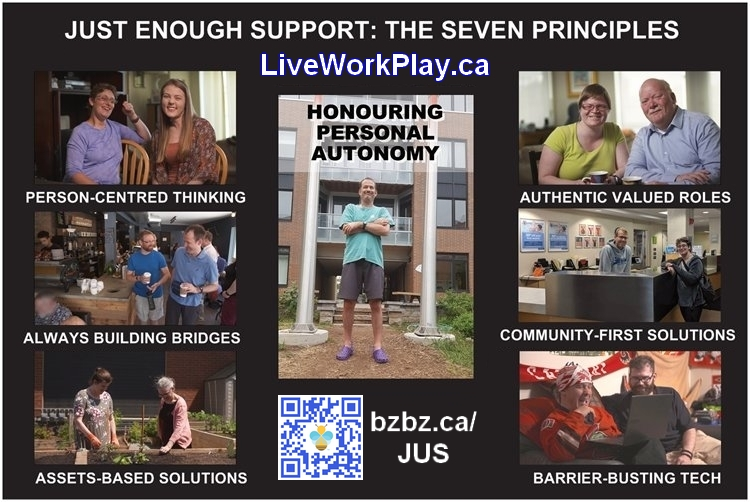 JUST ENOUGH SUPPORT: THE SEVEN PRINCIPLES
LiveWorkPlay.ca
HONOURING
PERSONAL
AUTONOMY
PERSON-CENTRED THINKING
AUTHENTIC VALUED ROLES
ALWAYS BUILDING BRIDGES
COMMUNITY-FIRST SOLUTIONS
ASSETS-BASED SOLUTIONS
bzbz.ca/
JUS
BARRIER-BUSTING TECH